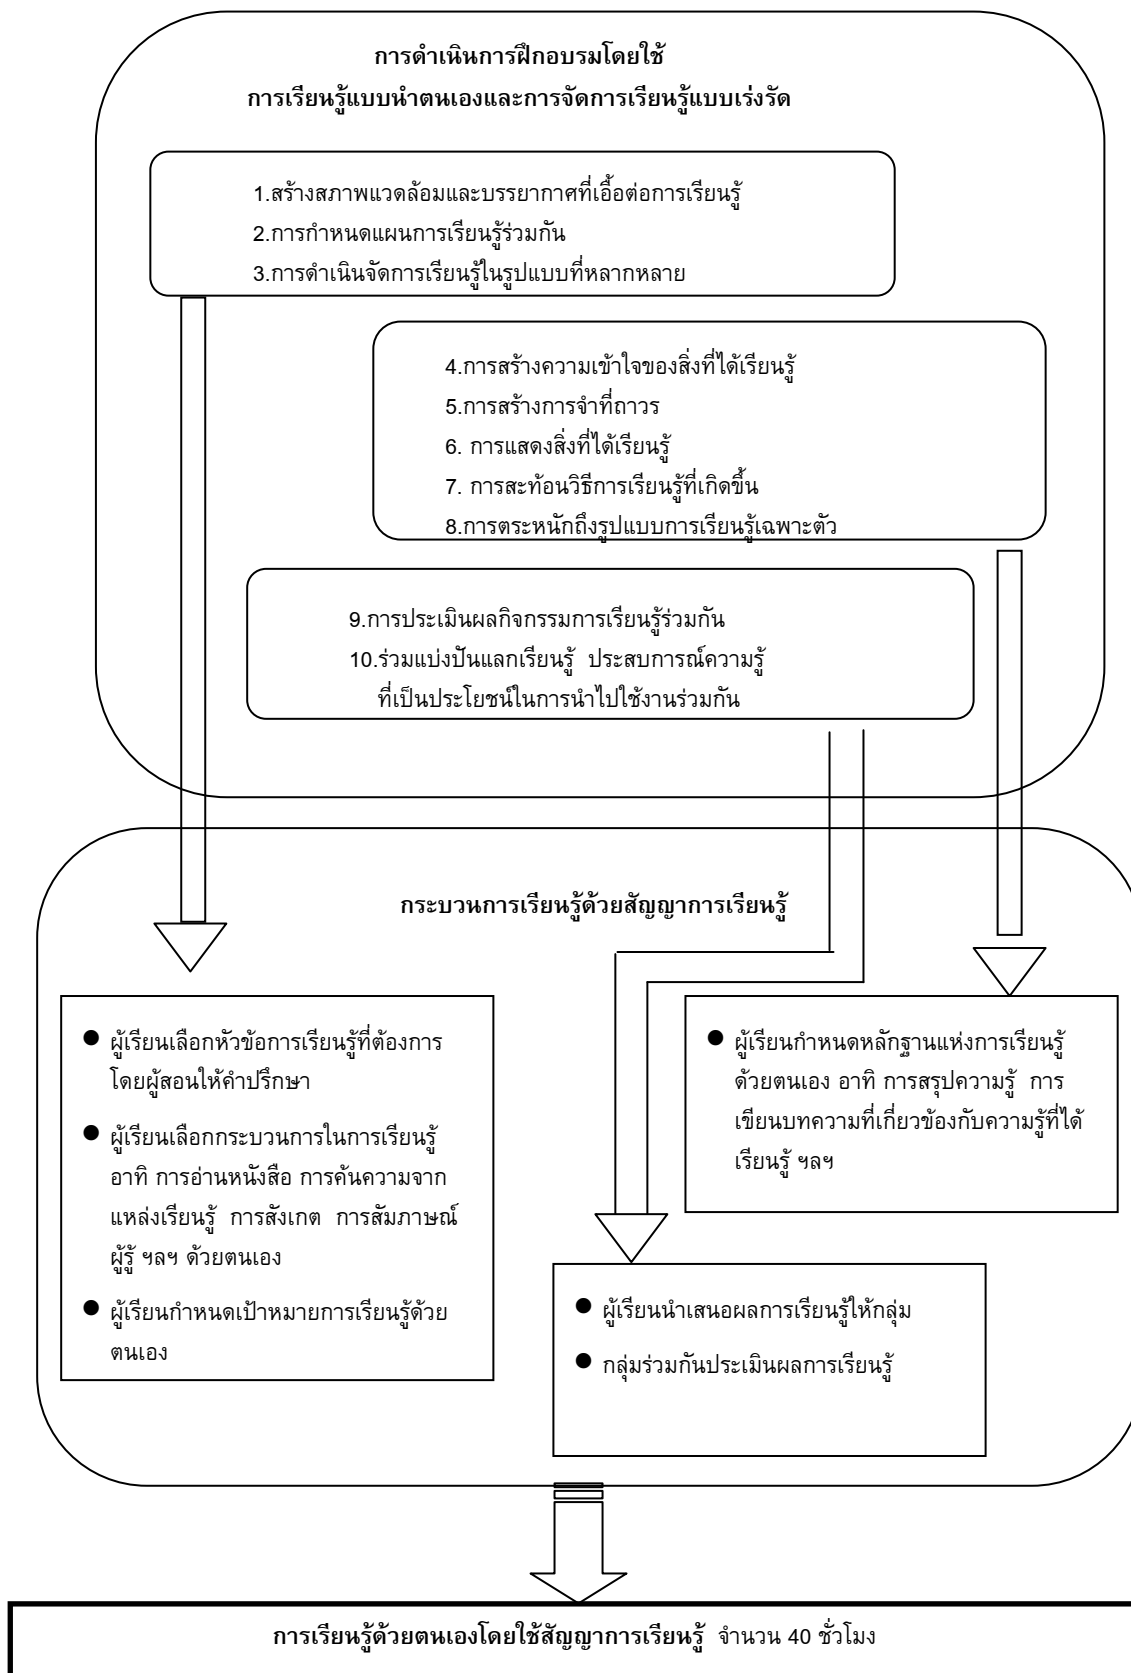 การดำเนินการฝึกอบรมโดยใช้
การเรียนรู้แบบนำตนเองและการจัดการเรียนรู้แบบเร่งรัด
1.สร้างสภาพแวดล้อมและบรรยากาศที่เอื้อต่อการเรียนรู้
2.การกำหนดแผนการเรียนรู้ร่วมกัน
3.การดำเนินจัดการเรียนรู้ในรูปแบบที่หลากหลาย
4.การสร้างความเข้าใจของสิ่งที่ได้เรียนรู้
5.การสร้างการจำที่ถาวร
6. การแสดงสิ่งที่ได้เรียนรู้
7. การสะท้อนวิธีการเรียนรู้ที่เกิดขึ้น
8.การตระหนักถึงรูปแบบการเรียนรู้เฉพาะตัว
9.การประเมินผลกิจกรรมการเรียนรู้ร่วมกัน
10.ร่วมแบ่งปันแลกเรียนรู้ ประสบการณ์ความรู้
ที่เป็นประโยชน์ในการนำไปใช้งานร่วมกัน
กระบวนการเรียนรู้ด้วยสัญญาการเรียนรู้
● ผู้เรียนเลือกหัวข้อการเรียนรู้ที่ต้องการ
โดยผู้สอนให้คำปรึกษา
● ผู้เรียนเลือกกระบวนการในการเรียนรู้
อาทิ การอ่านหนังสือ การค้นความจาก
แหล่งเรียนรู้ การสังเกต การสัมภาษณ์
ผู้รู้ ฯลฯ ด้วยตนเอง
● ผู้เรียนกำหนดเป้าหมายการเรียนรู้ด้วย
ตนเอง
● ผู้เรียนกำหนดหลักฐานแห่งการเรียนรู้
ด้วยตนเอง อาทิ การสรุปความรู้ การ
เขียนบทความที่เกี่ยวข้องกับความรู้ที่ได้
เรียนรู้ ฯลฯ
● ผู้เรียนนำเสนอผลการเรียนรู้ให้กลุ่ม
● กลุ่มร่วมกันประเมินผลการเรียนรู้
การเรียนรู้ด้วยตนเองโดยใช้สัญญาการเรียนรู้ จำนวน 40 ชั่วโมง